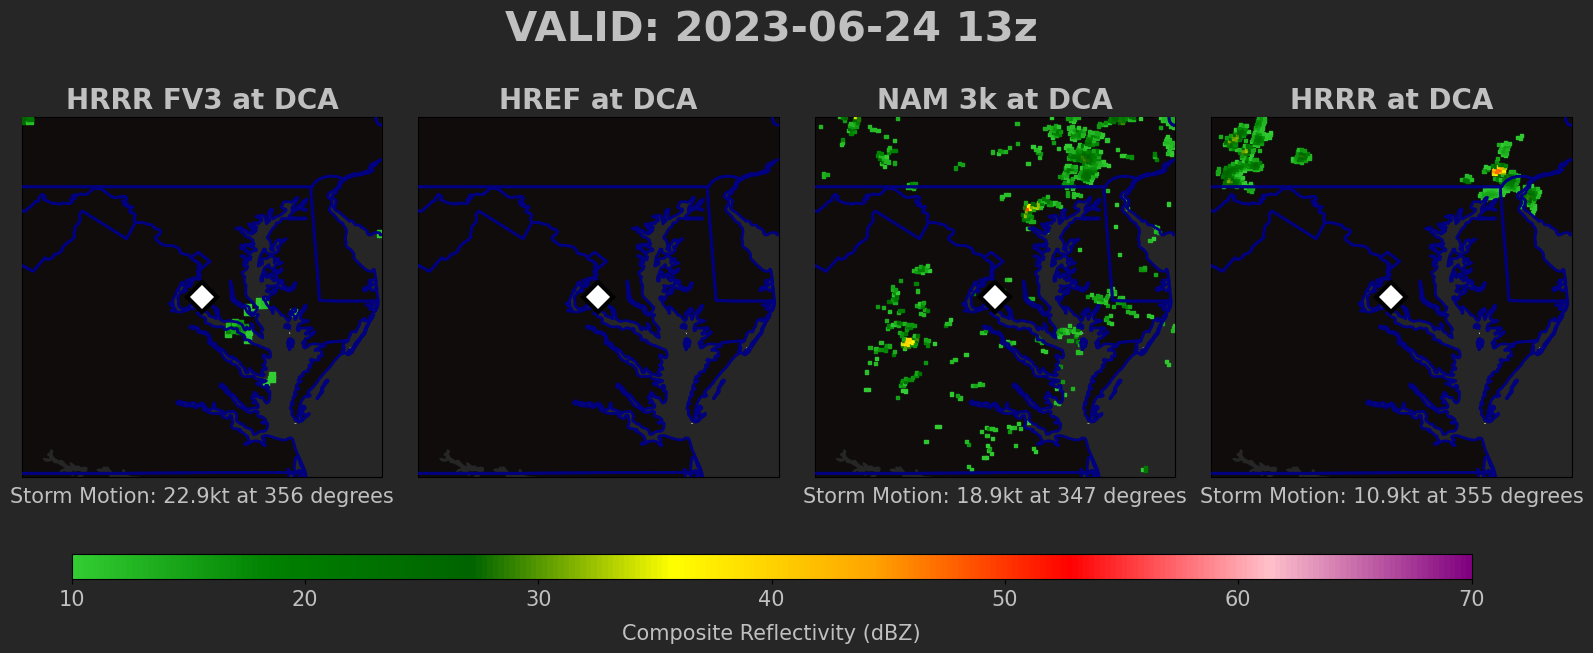 VALID: 2023-06-24 13z
HRRR FV3 at DCA
HREF at DCA
NAM 3k at DCA
HRRR at DCA
Storm Motion: 22.9kt at 356 degrees
Storm Motion: 18.9kt at 347 degrees
Storm Motion: 10.9kt at 355 degrees
10 20 30 40 50 60 70
Composite Reflectivity (dBZ)